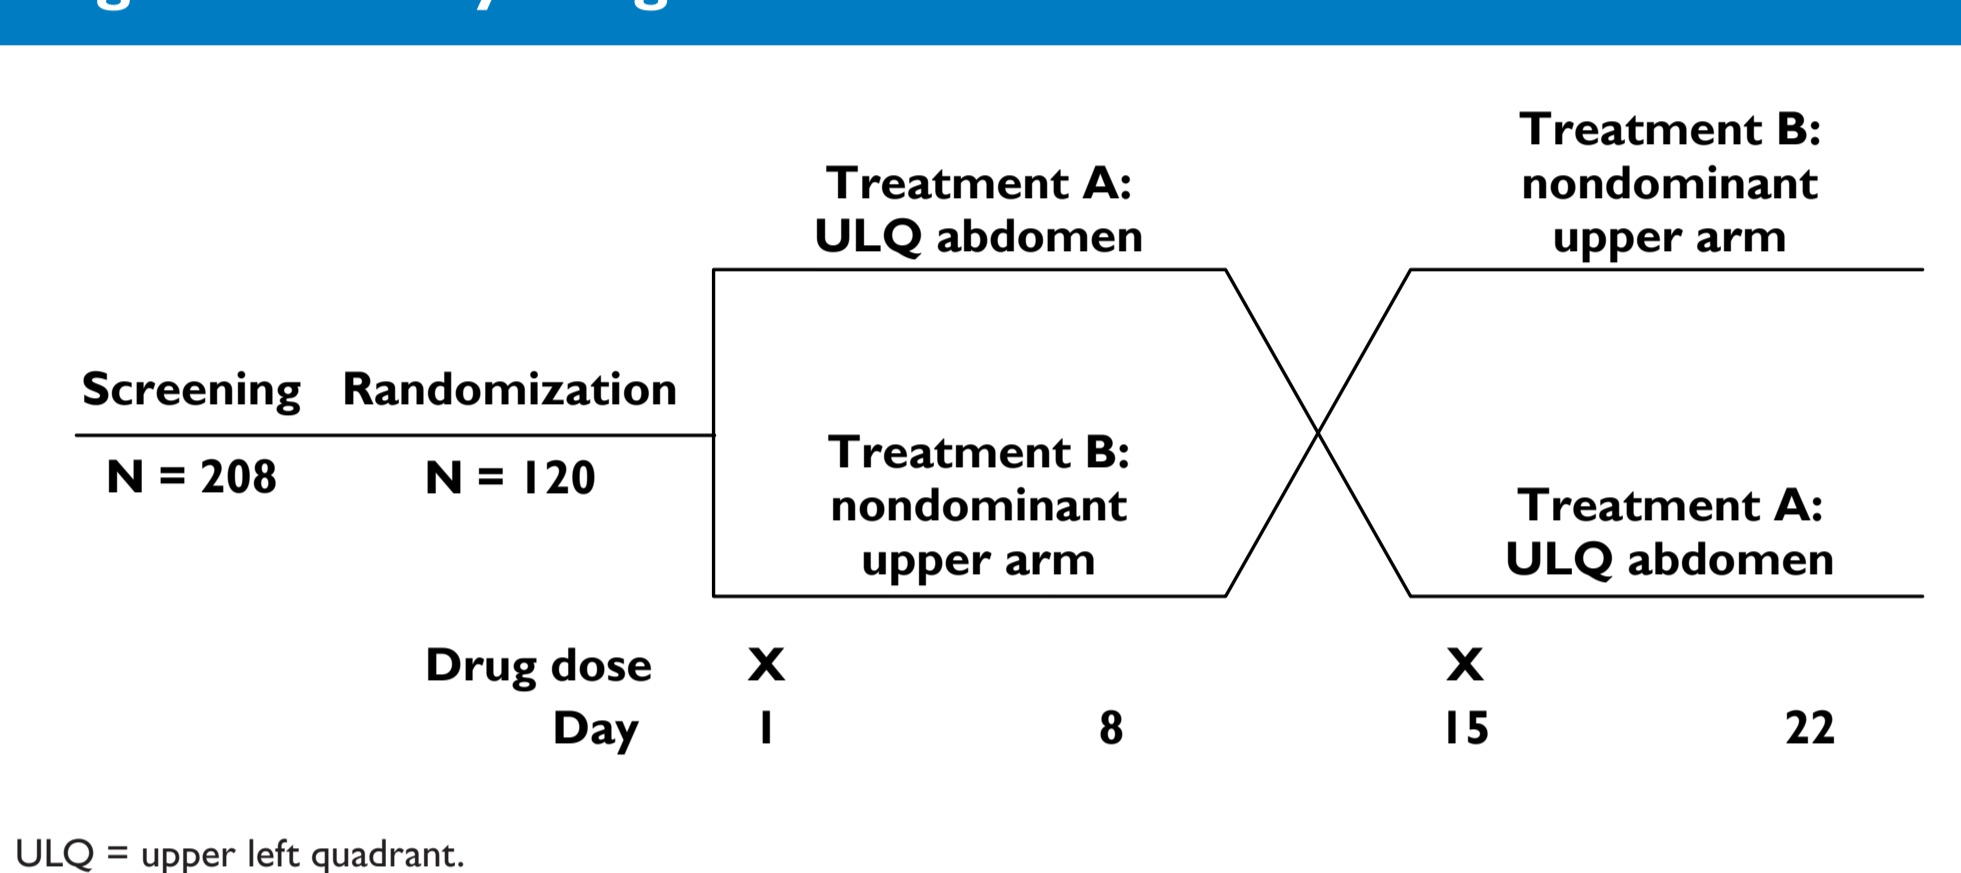 Treatment A:
ULQ abdomen
Treatment B:
nondominant
upper arm
Screening Randomization
N = 208 N = 120
Treatment B:
nondominant
upper arm
Treatment A:
ULQ abdomen
Drug dose X X
Day 1 8 15 22
ULQ = upper left quadrant.